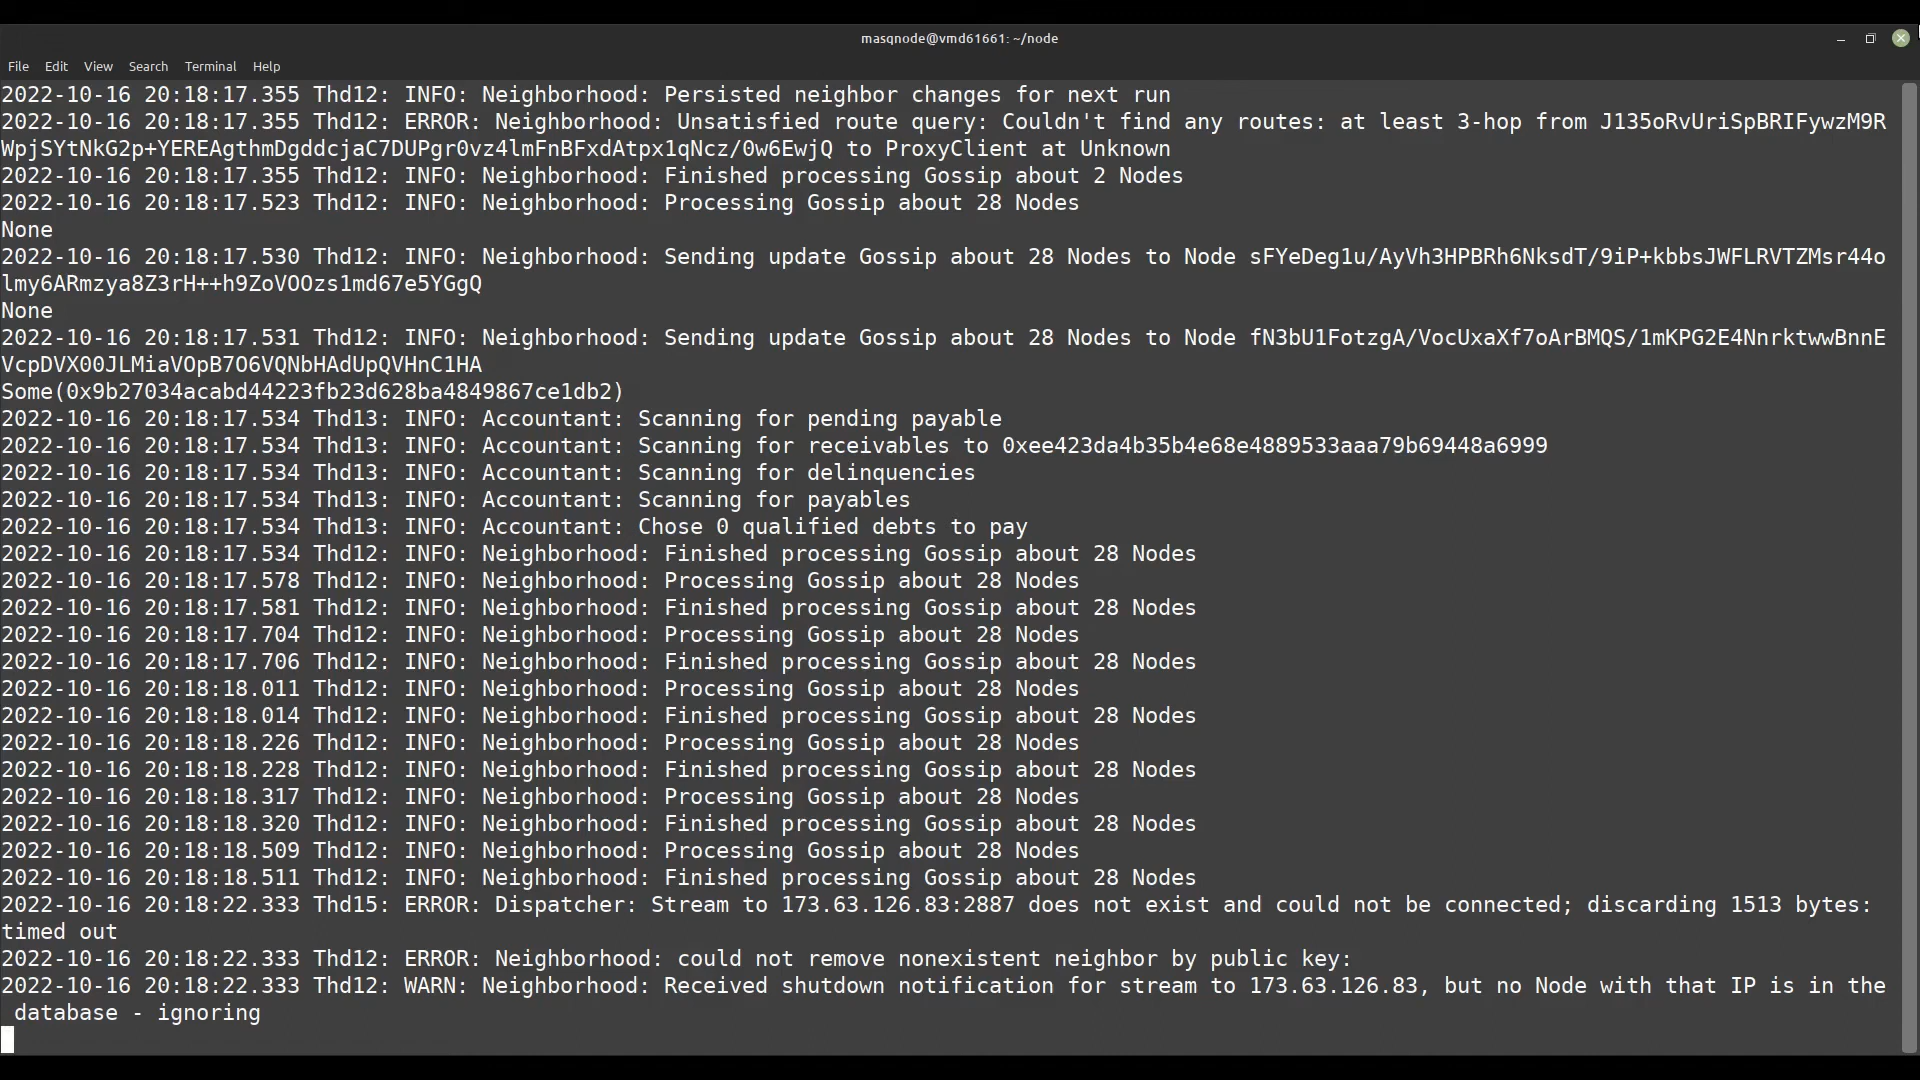 masqnode@vmd61661: ~/node
File Edit View Search Terminal Help
2022-10-16 20:18:17.355 Thd12: INFO: Neighborhood: Persisted neighbor changes for next run
2022-10-16 20:18:17.355 Thd12: ERROR: Neighborhood: Unsatisfied route query: Couldn't find any routes: at least 3-hop from J135oRvUriSpBRIFywzM9R
WpjSYtNkG2p+YEREAgthmDgddcjaC7DUPgr0vz4lmFnBFxdAtpx1qNcz/0w6EwjQ to ProxyClient at Unknown
2022-10-16 20:18:17.355 Thd12: INFO: Neighborhood: Finished processing Gossip about 2 Nodes
2022-10-16 20:18:17.523 Thd12: INFO: Neighborhood: Processing Gossip about 28 Nodes
None
2022-10-16 20:18:17.530 Thd12: INFO: Neighborhood: Sending update Gossip about 28 Nodes to Node sFYeDeg1u/AyVh3HPBRh6NksdT/9iP+kbbsJWFLRVTZMsr44o
lmy6ARmzya8Z3rH++h9ZoVOOzs1md67e5YGgQ
None
2022-10-16 20:18:17.531 Thd12: INFO: Neighborhood: Sending update Gossip about 28 Nodes to Node fN3bU1FotzgA/VocUxaXf7oArBMQS/1mKPG2E4NnrktwwBnnE
VcpDVX00JLMiaVOpB7O6VQNbHAdUpQVHnC1HA
Some(0x9b27034acabd44223fb23d628ba4849867ce1db2)
2022-10-16 20:18:17.534 Thd13: INFO: Accountant: Scanning for pending payable
2022-10-16 20:18:17.534 Thd13: INFO: Accountant: Scanning for receivables to 0xee423da4b35b4e68e4889533aaa79b69448a6999
2022-10-16 20:18:17.534 Thd13: INFO: Accountant: Scanning for delinquencies
2022-10-16 20:18:17.534 Thd13: INFO: Accountant: Scanning for payables
2022-10-16 20:18:17.534 Thd13: INFO: Accountant: Chose 0 qualified debts to pay
2022-10-16 20:18:17.534 Thd12: INFO: Neighborhood: Finished processing Gossip about 28 Nodes
2022-10-16 20:18:17.578 Thd12: INFO: Neighborhood: Processing Gossip about 28 Nodes
2022-10-16 20:18:17.581 Thd12: INFO: Neighborhood: Finished processing Gossip about 28 Nodes
2022-10-16 20:18:17.704 Thd12: INFO: Neighborhood: Processing Gossip about 28 Nodes
2022-10-16 20:18:17.706 Thd12: INFO: Neighborhood: Finished processing Gossip about 28 Nodes
2022-10-16 20:18:18.011 Thd12: INFO: Neighborhood: Processing Gossip about 28 Nodes
2022-10-16 20:18:18.014 Thd12: INFO: Neighborhood: Finished processing Gossip about 28 Nodes
2022-10-16 20:18:18.226 Thd12: INFO: Neighborhood: Processing Gossip about 28 Nodes
2022-10-16 20:18:18.228 Thd12: INFO: Neighborhood: Finished processing Gossip about 28 Nodes
2022-10-16 20:18:18.317 Thd12: INFO: Neighborhood: Processing Gossip about 28 Nodes
2022-10-16 20:18:18.320 Thd12: INFO: Neighborhood: Finished processing Gossip about 28 Nodes
2022-10-16 20:18:18.509 Thd12: INFO: Neighborhood: Processing Gossip about 28 Nodes
2022-10-16 20:18:18.511 Thd12: INFO: Neighborhood: Finished processing Gossip about 28 Nodes
2022-10-16 20:18:22.333 Thd15: ERROR: Dispatcher: Stream to 173.63.126.83:2887 does not exist and could not be connected; discarding 1513 bytes:
timed out
2022-10-16 20:18:22.333 Thd12: ERROR: Neighborhood: could not remove nonexistent neighbor by public key:
2022-10-16 20:18:22.333 Thd12: WARN: Neighborhood: Received shutdown notification for stream to 173.63.126.83, but no Node with that IP is in the
database - ignoring